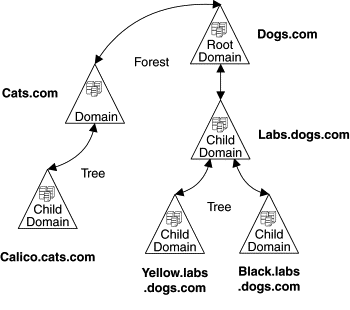 Dogs.com
Root
Domain
Forest
Cats.com
Domain
Child
Domain
Labs.dogs.com
Tree
Child
Domain
Calico.cats.com
Tree
Child
Domain
Child
Domain
Yellow.labs
.dogs.com
Black.labs
.dogs.com